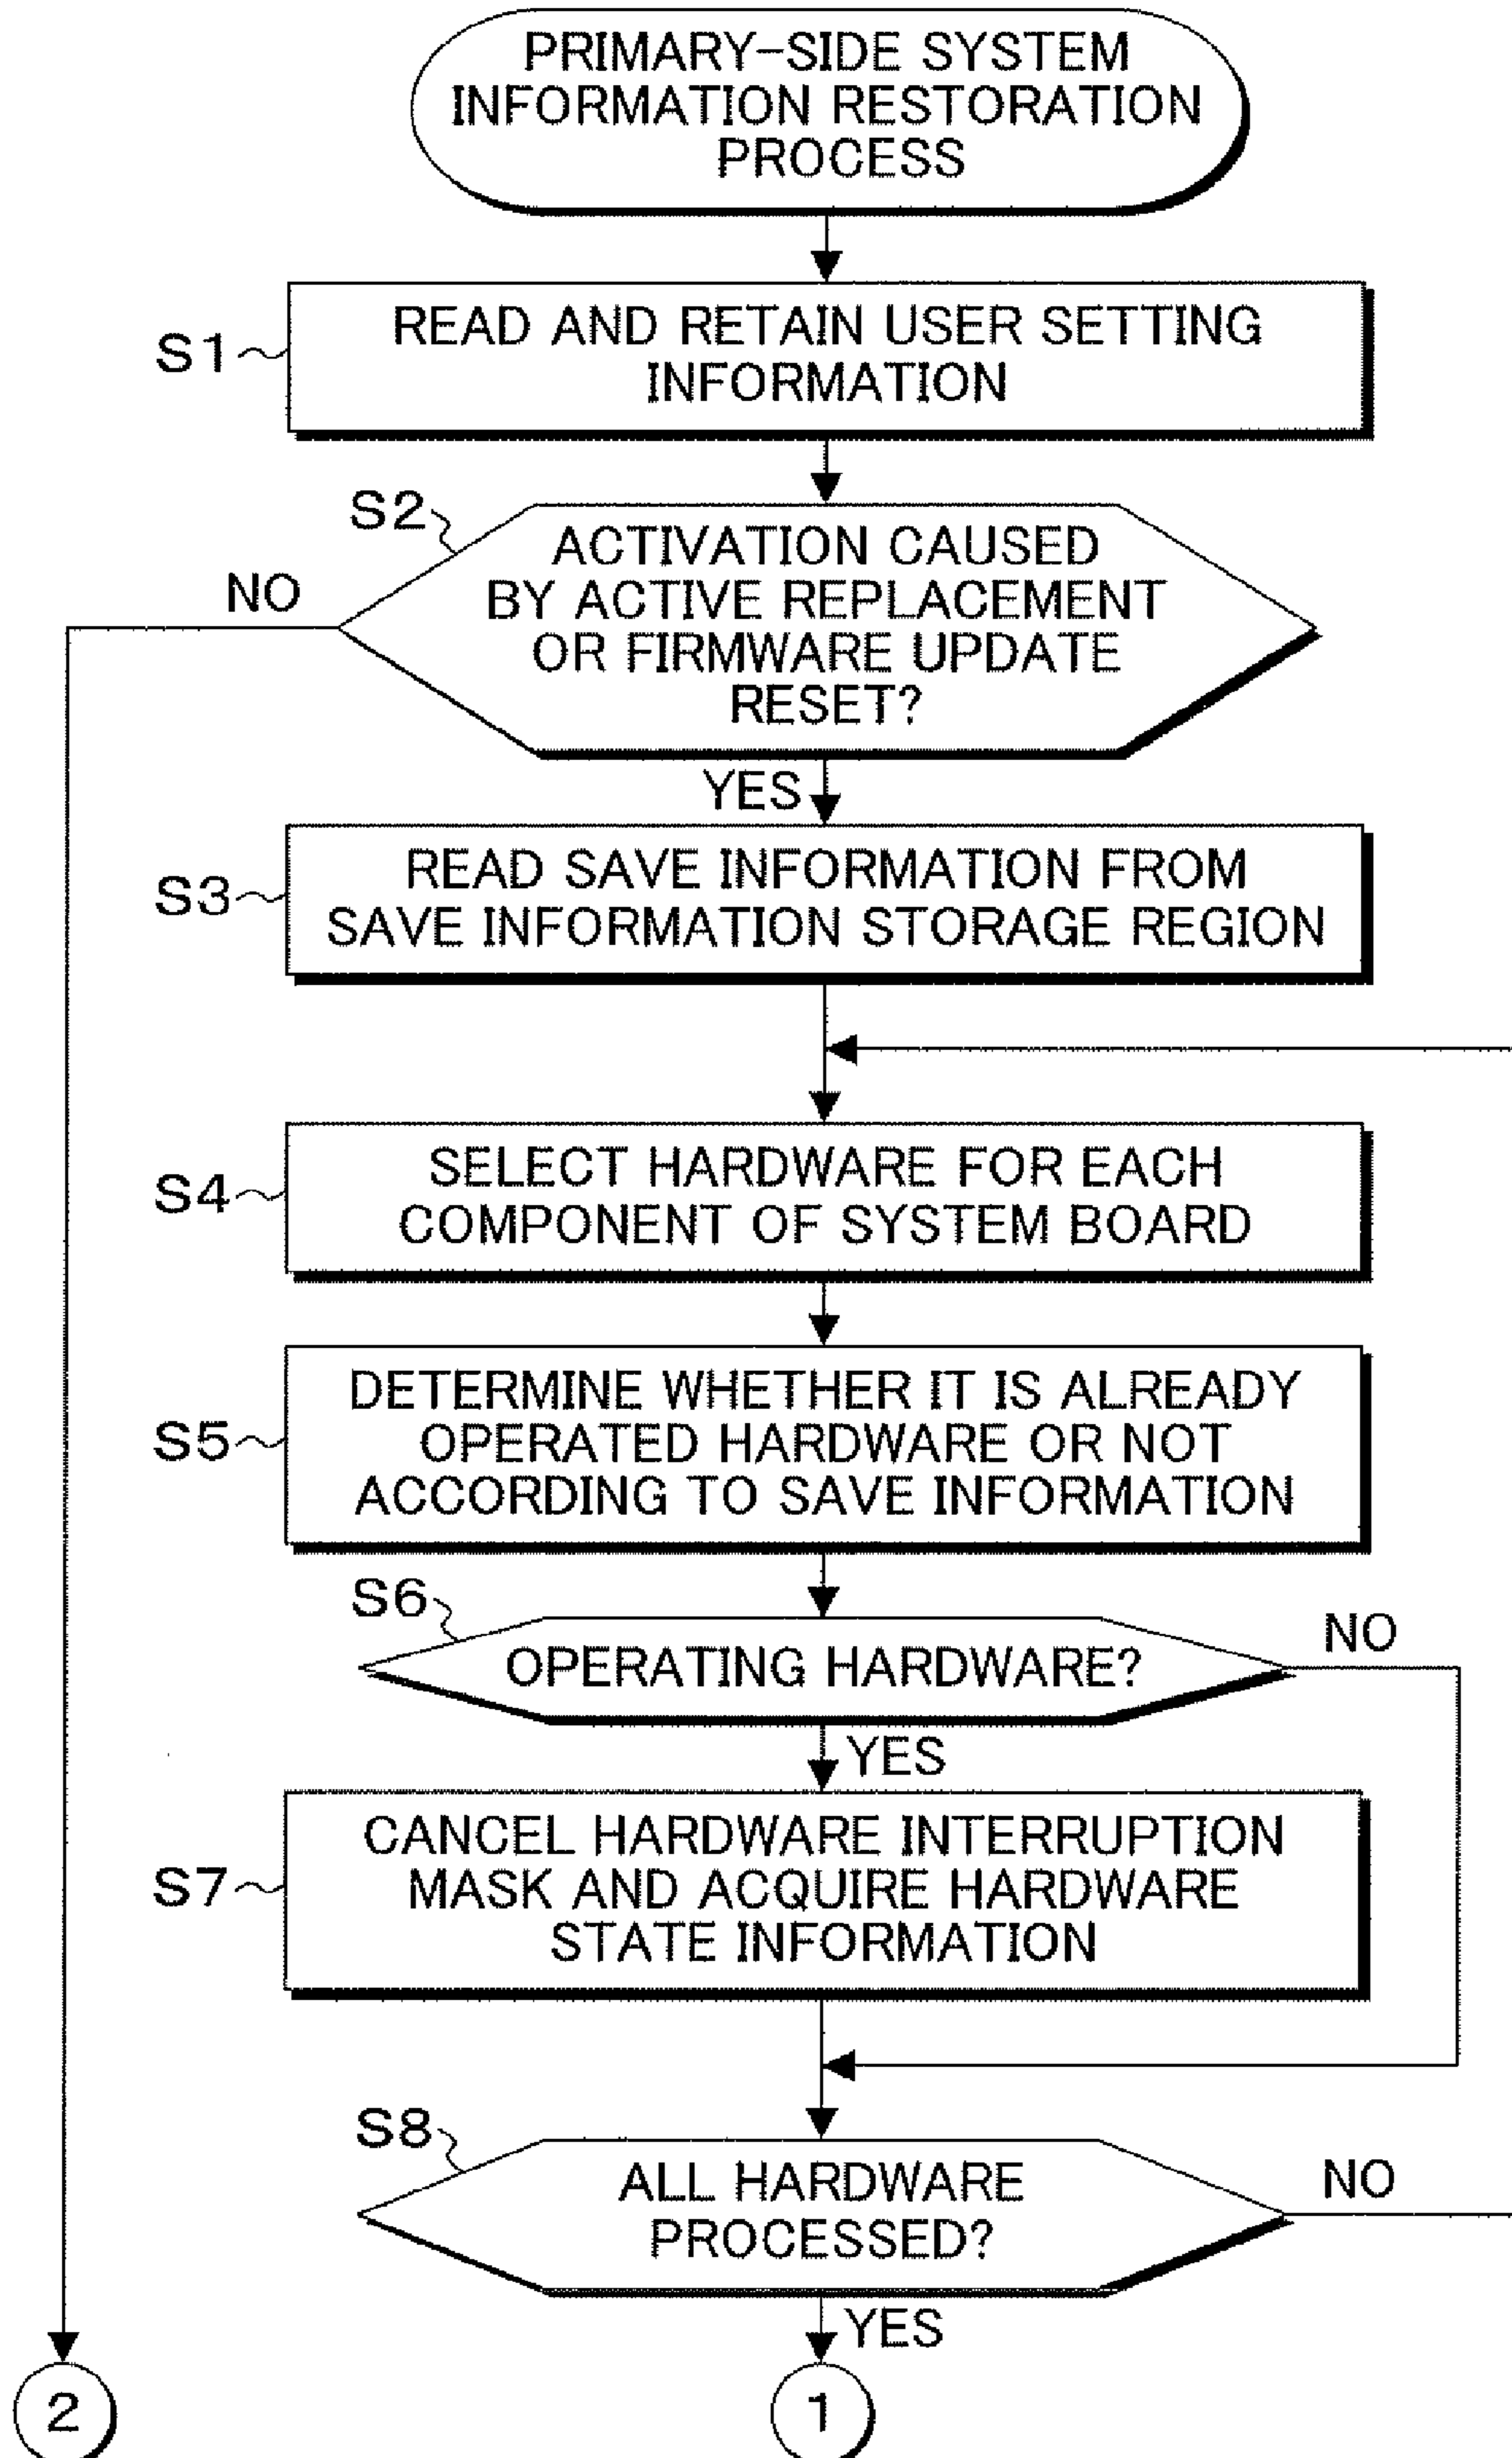 PRIMARY-SIDE SYSTEM
INFORMATION RESTORATION
PROCESS
S1
READ AND RETAIN USER SETTING
INFORMATION
S2
ACTIVATION CAUSED
BY ACTIVE REPLACEMENT
OR FIRMWARE UPDATE
RESET?
NO
YES
S3
READ SAVE INFORMATION FROM
SAVE INFORMATION STORAGE REGION
S4
SELECT HARDWARE FOR EACH
COMPONENT OF SYSTEM BOARD
S5
DETERMINE WHETHER IT IS ALREADY
OPERATED HARDWARE OR NOT
ACCORDING TO SAVE INFORMATION
S6
OPERATING HARDWARE?
NO
YES
S7
CANCEL HARDWARE INTERRUPTION
MASK AND ACQUIRE HARDWARE
STATE INFORMATION
S8
ALL HARDWARE
PROCESSED?
NO
YES
2
1